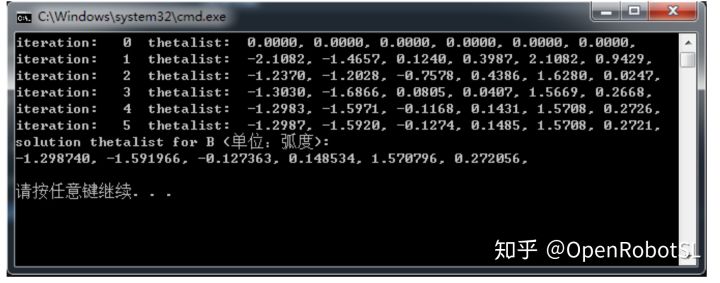 C:\Windows\system32\cmd.exe
iteration:  0  thetalist:  0.0000, 0.0000, 0.0000, 0.0000, 0.0000, 0.0000,
iteration:  1  thetalist:  -2.1082, -1.4657, 0.1240, 0.3987, 2.1082, 0.9429,
iteration:  2  thetalist:  -1.2370, -1.2028, -0.7578, 0.4386, 1.6280, 0.0247,
iteration:  3  thetalist:  -1.3030, -1.6866, 0.0805, 0.0407, 1.5669, 0.2668,
iteration:  4  thetalist:  -1.2983, -1.5971, -0.1168, 0.1431, 1.5708, 0.2726,
iteration:  5  thetalist:  -1.2987, -1.5920, -0.1274, 0.1485, 1.5708, 0.2721,
solution thetalist for B (单位：弧度):
-1.298740, -1.591966, -0.127363, 0.148534, 1.570796, 0.272056,
请按任意键继续. . .
知乎 @OpenRobotSL